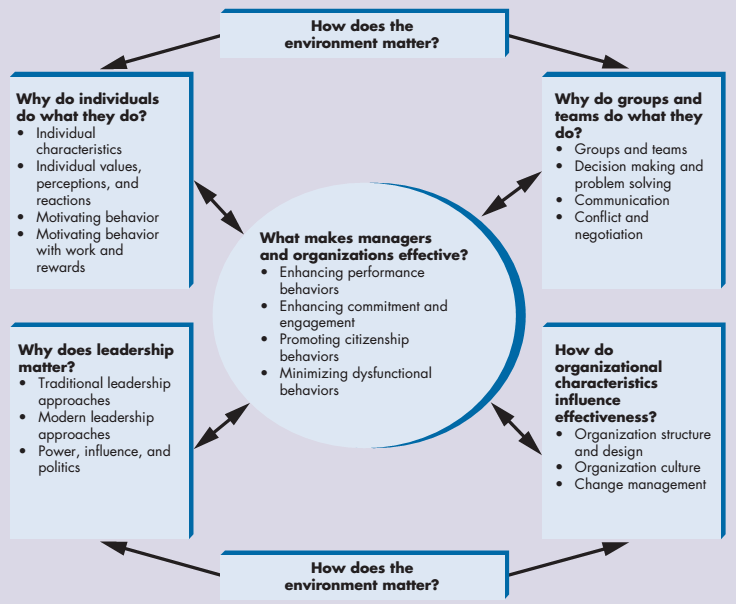 How does the
environment matter?
Why do individuals
do what they do?
• Individual
characteristics
• Individual values,
perceptions, and
reactions
• Motivating behavior
• Motivating behavior
with work and
rewards
Why do groups and
teams do what they
do?
• Groups and teams
• Decision making and
problem solving
• Communication
• Conflict and
negotiation
What makes managers
and organizations effective?
• Enhancing performance
behaviors
• Enhancing commitment and
engagement
• Promoting citizenship
behaviors
• Minimizing dysfunctional
behaviors
Why does leadership
matter?
• Traditional leadership
approaches
• Modern leadership
approaches
• Power, influence, and
politics
How do
organizational
characteristics
influence
effectiveness?
• Organization structure
and design
• Organization culture
• Change management
How does the
environment matter?